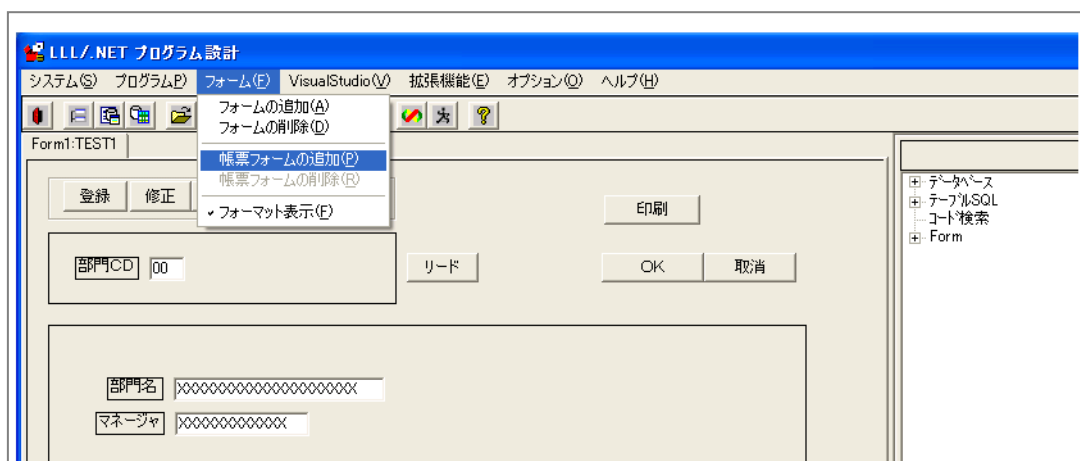 LLL/.NET プログラム設計
システム(S) プログラムP) フォーム(F) VisualStudio(V) 拡張機能(E) オプション(O) ヘルプ(H)
フォームの追加(A)
フォームの削除(D)
帳票フォームの追加(P)
帳票フォームの削除(R)
フォーマット表示(F)
Form1:TEST1
登録 修正
印刷
部門CD 00
リード
OK 取消
部門名 XXXXXXXXXXXXXXXXXXXX
マネージャ XXXXXXXXXXXX
データベース
テーブルSQL
コード検索
Form